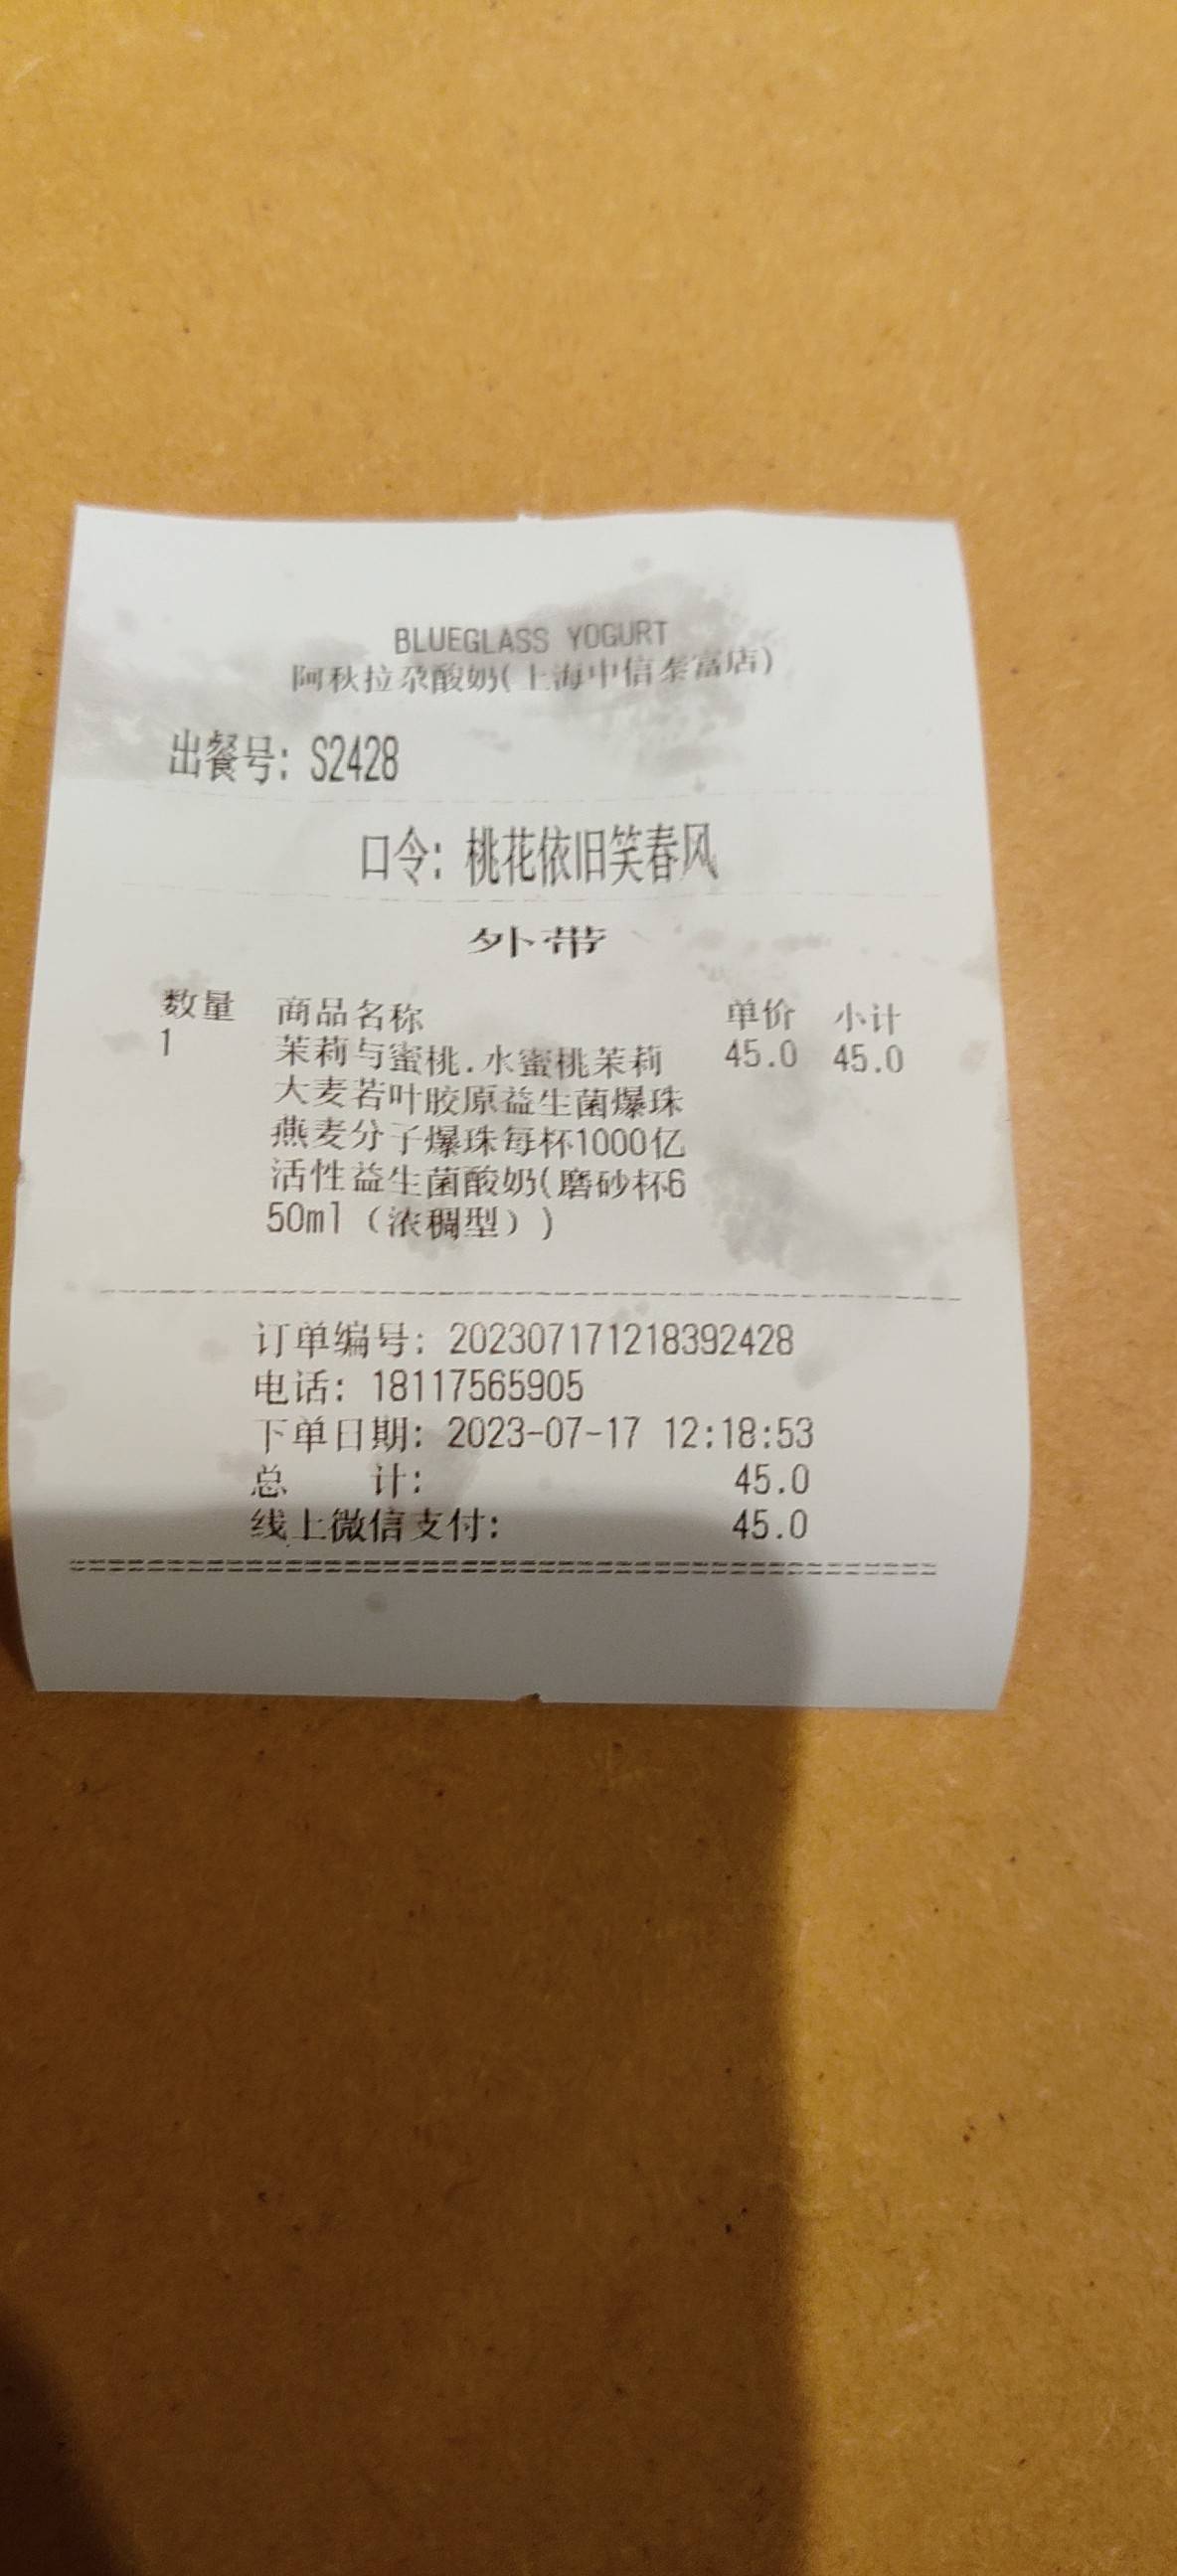 BLUEGLASS YOGURT
阿秋拉尕酸奶(上海中信泰富店)
出餐号: S2428
口令: 桃花依旧笑春风
外带
数量 商品名称 单价 小计
1 茉莉与蜜桃.水蜜桃茉莉 45.0 45.0
大麦若叶胶原益生菌爆珠
燕麦分子爆珠每杯1000亿
活性益生菌酸奶(磨砂杯6
50ml（浓稠型）)
订单编号: 202307171218392428
电话: 18117565905
下单日期: 2023-07-17 12:18:53
总 计: 45.0
线上微信支付: 45.0